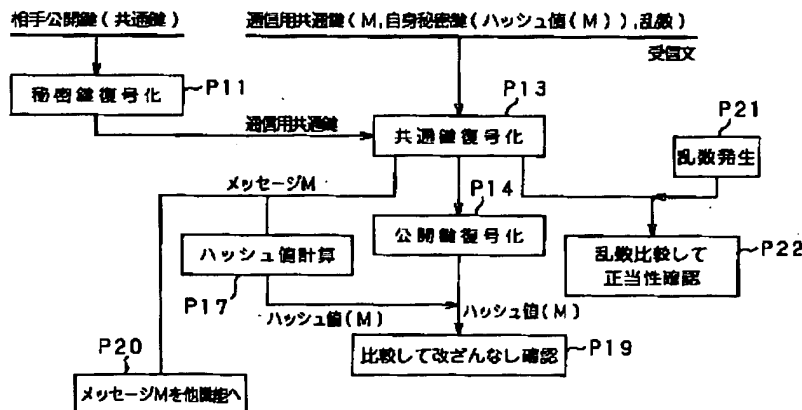 相手公開鍵(共通鍵)
通信用共通鍵(M,自身秘密鍵(ハッシュ値(M)),乱数)
受信文
秘密鍵復号化
P11
P13
通信用共通鍵
共通鍵復号化
P21
乱数発生
メッセージM
P14
ハッシュ値計算
公開鍵復号化
乱数比較して
正当性確認
P22
P17
ハッシュ値(M)
ハッシュ値(M)
P20
比較して改ざんなし確認
P19
メッセージMを他機能へ